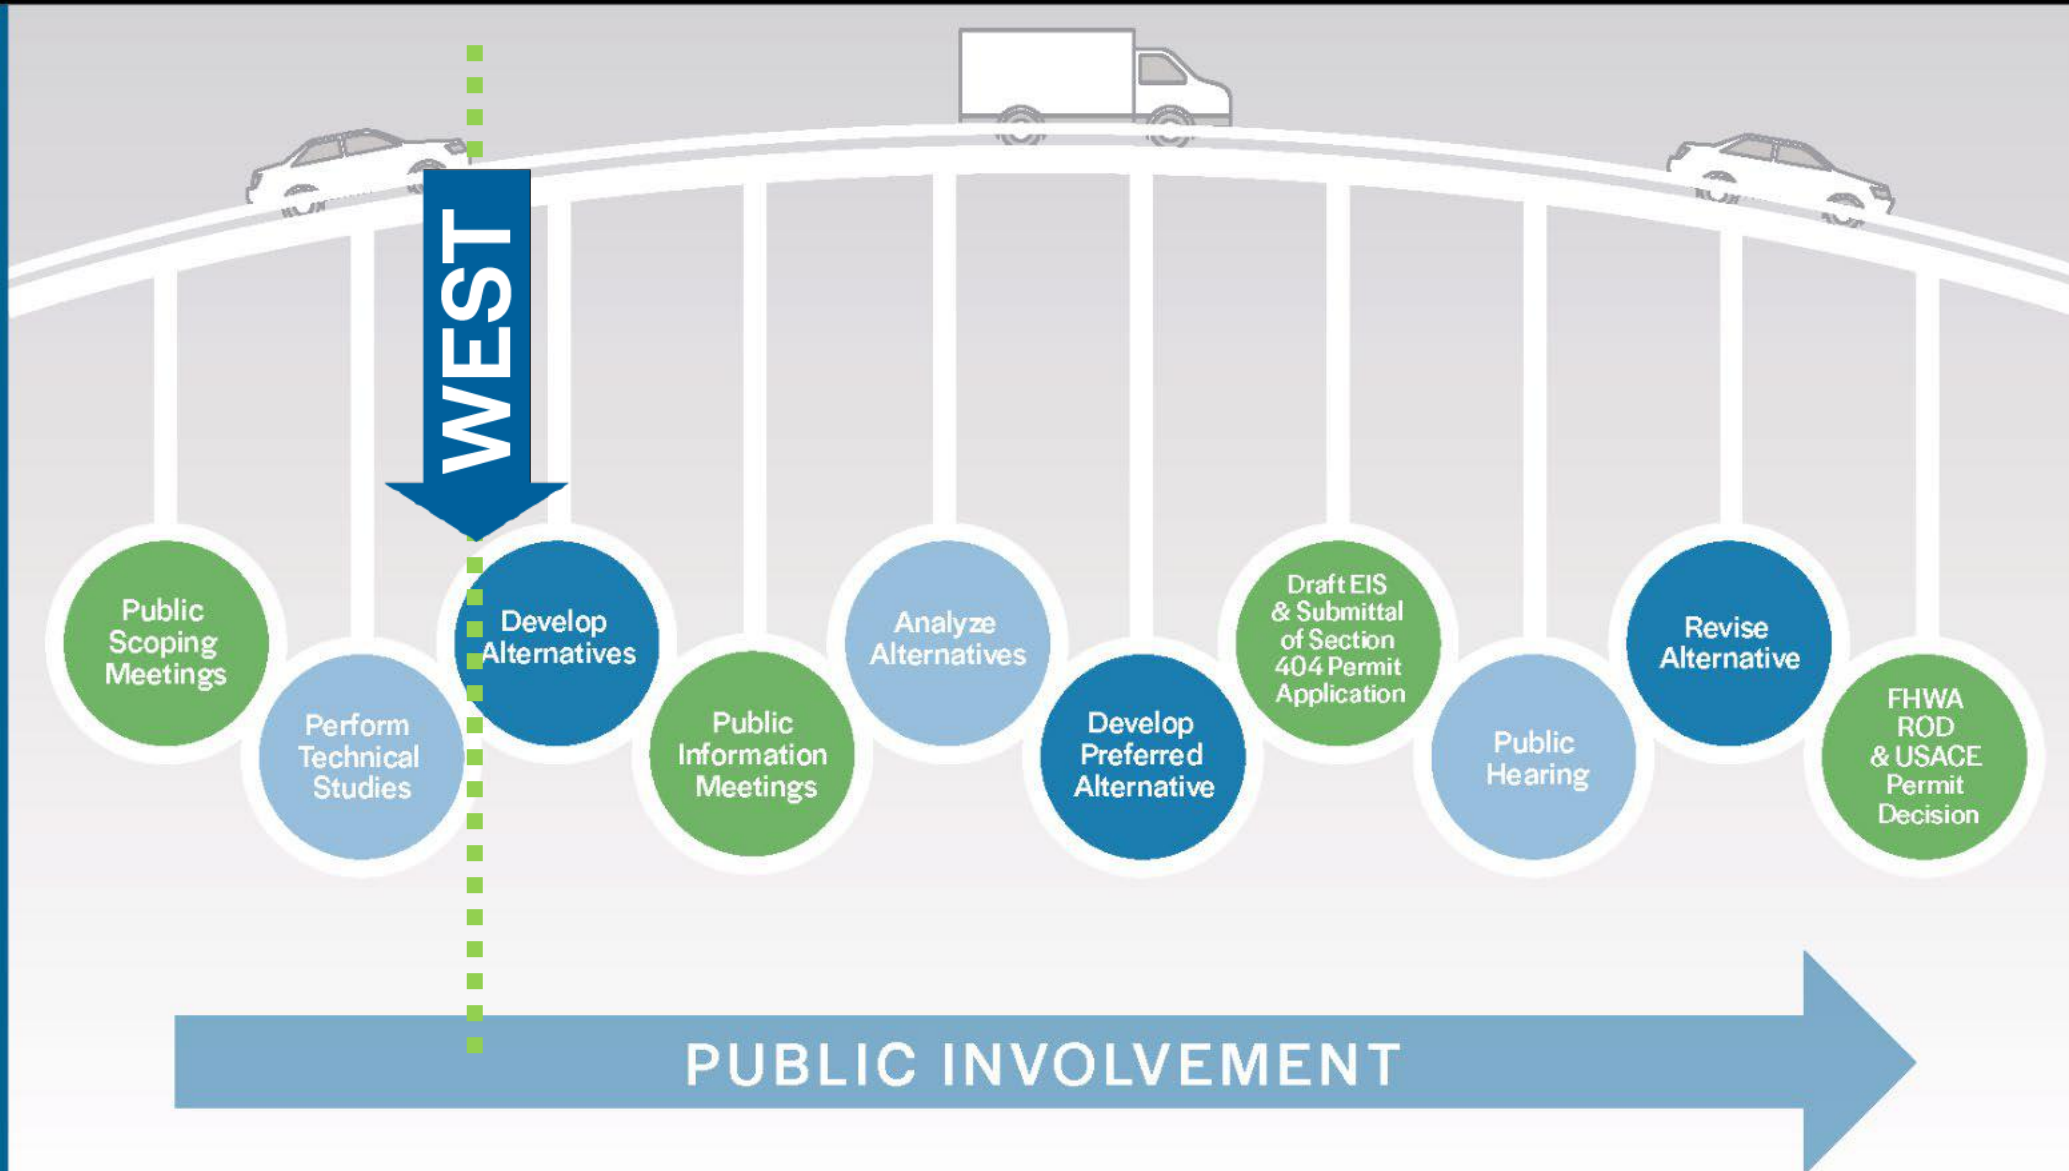 WEST
Public
Scoping
Meetings
Perform
Technical
Studies
Develop
Alternatives
Public
Information
Meetings
Analyze
Alternatives
Develop
Preferred
Alternative
Draft EIS
& Submittal
of Section
404 Permit
Application
Public
Hearing
Revise
Alternative
FHWA
ROD
& USACE
Permit
Decision
PUBLIC INVOLVEMENT